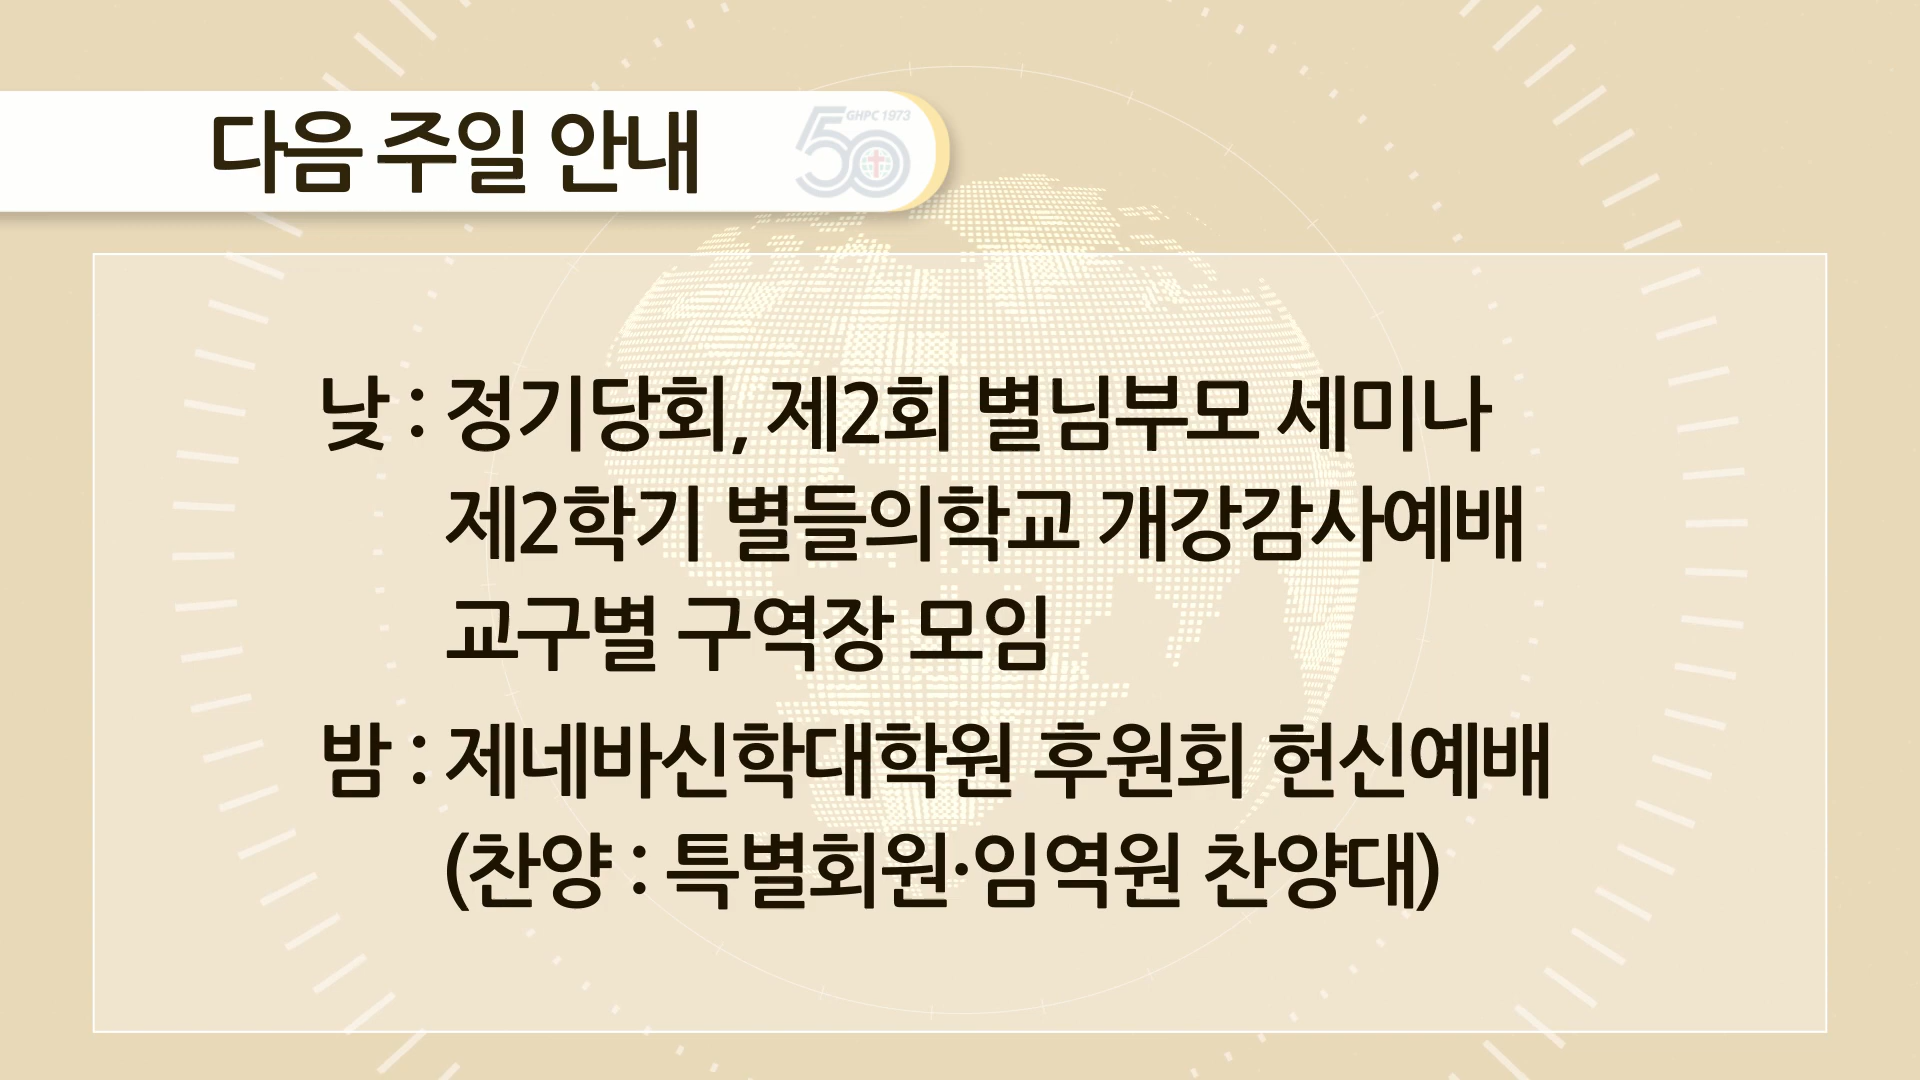 다음 주일 안내
GHPC 1973
50
낮 : 정기당회, 제2회 별님부모 세미나
제2학기 별들의학교 개강감사예배
교구별 구역장 모임
밤 : 제네바신학대학원 후원회 헌신예배
(찬양 : 특별회원·임역원 찬양대)